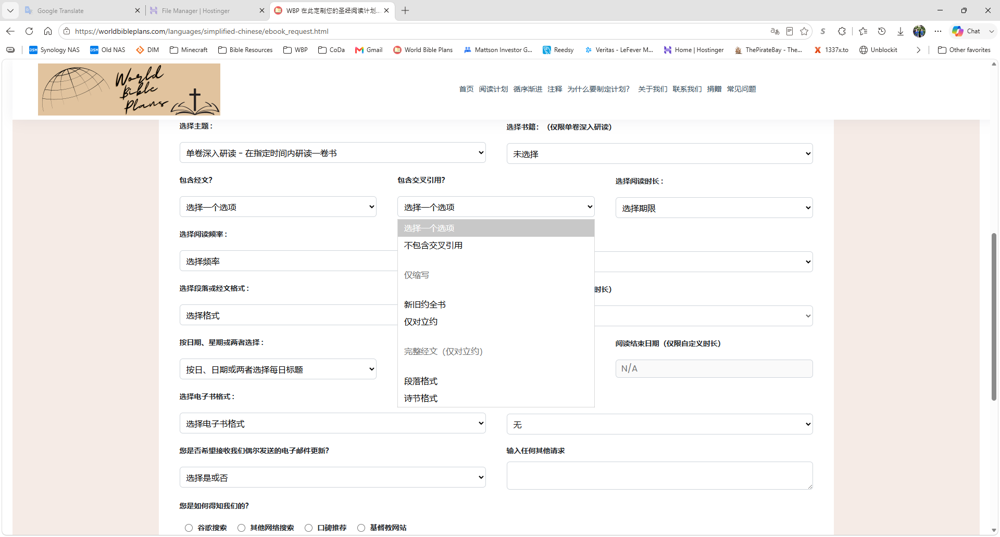 Google Translate
File Manager | Hostinger
WBP 在此定制您的圣经阅读计划...
https://worldbibleplans.com/languages/simplified-chinese/ebook_request.html
Chat
Synology NAS
Old NAS
DIM
Minecraft
Bible Resources
WBP
CoDa
Gmail
World Bible Plans
Mattson Investor G...
Reedsy
Veritas - LeFever M...
Home | Hostinger
ThePirateBay - The...
1337x.to
Unblockit
Other favorites
World
Bible
Plans
首页 阅读计划 循序渐进 注释 为什么要制定计划？ 关于我们 联系我们 捐赠 常见问题
选择主题：
选择书籍：（仅限单卷深入研读）
单卷深入研读 - 在指定时间内研读一卷书
未选择
包含经文？
包含交叉引用？
选择阅读时长：
选择一个选项
选择一个选项
选择期限
选择一个选项
不包含交叉引用
仅缩写
新旧约全书
仅对立约
完整经文（仅对立约）
段落格式
诗节格式
选择阅读频率：
选择频率
选择段落或经文格式：
时长）
选择格式
按日期、星期或两者选择：
阅读结束日期（仅限自定义时长）
按日、日期或两者选择每日标题
N/A
选择电子书格式：
选择电子书格式
无
您是否希望接收我们偶尔发送的电子邮件更新？
输入任何其他请求
选择是或否
您是如何得知我们的？
谷歌搜索 其他网络搜索 口碑推荐 基督教网站